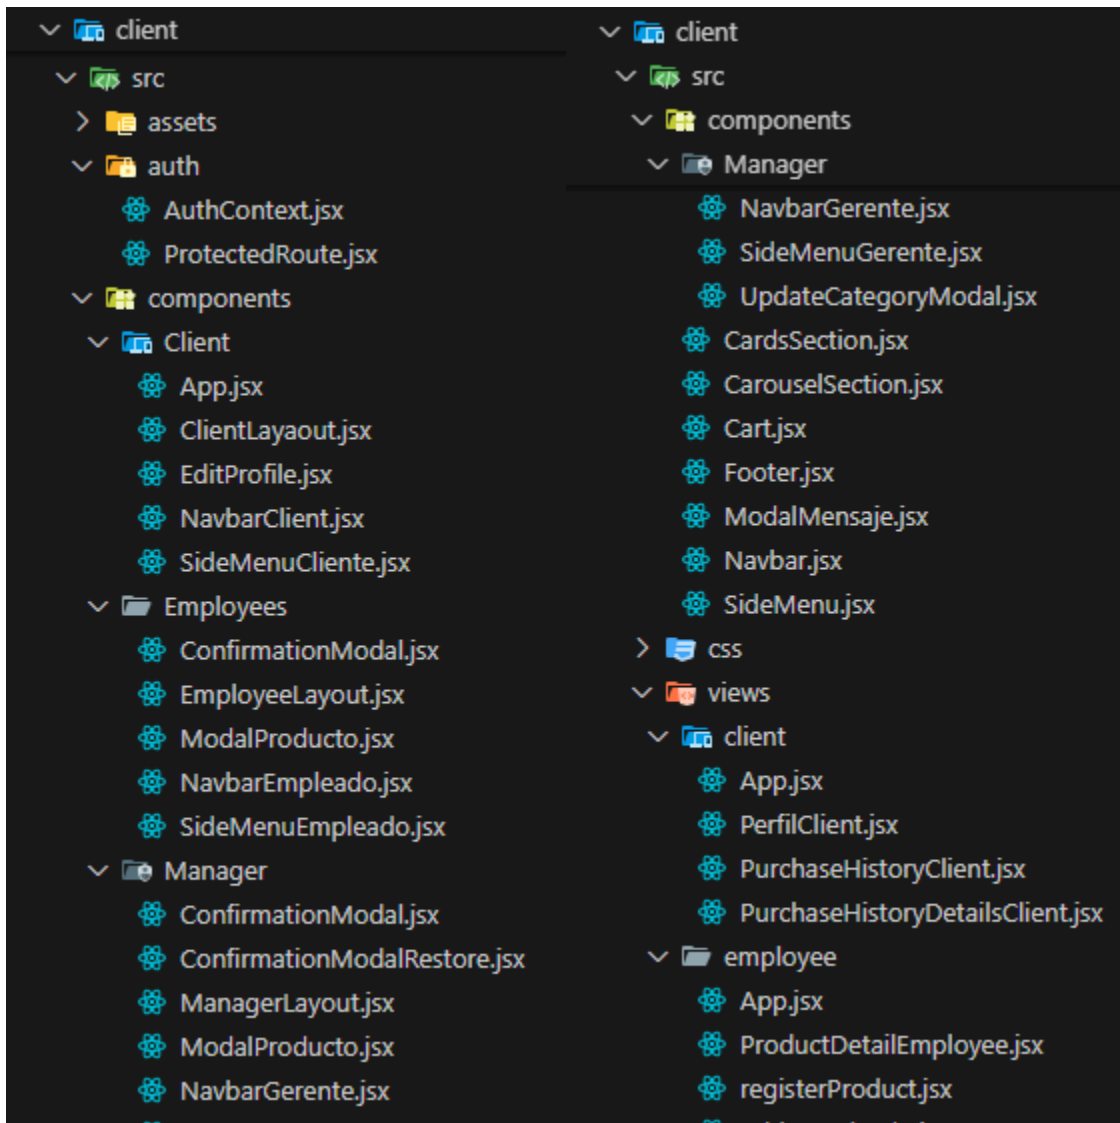 client
src
assets
auth
AuthContext.jsx
ProtectedRoute.jsx
components
Client
App.jsx
ClientLayaout.jsx
EditProfile.jsx
NavbarClient.jsx
SideMenuCliente.jsx
Employees
ConfirmationModal.jsx
EmployeeLayout.jsx
ModalProducto.jsx
NavbarEmpleado.jsx
SideMenuEmpleado.jsx
Manager
ConfirmationModal.jsx
ConfirmationModalRestore.jsx
ManagerLayout.jsx
ModalProducto.jsx
NavbarGerente.jsx
client
src
components
Manager
NavbarGerente.jsx
SideMenuGerente.jsx
UpdateCategoryModal.jsx
CardsSection.jsx
CarouselSection.jsx
Cart.jsx
Footer.jsx
ModalMensaje.jsx
Navbar.jsx
SideMenu.jsx
css
views
client
App.jsx
PerfilClient.jsx
PurchaseHistoryClient.jsx
PurchaseHistoryDetailsClient.jsx
employee
App.jsx
ProductDetailEmployee.jsx
registerProduct.jsx